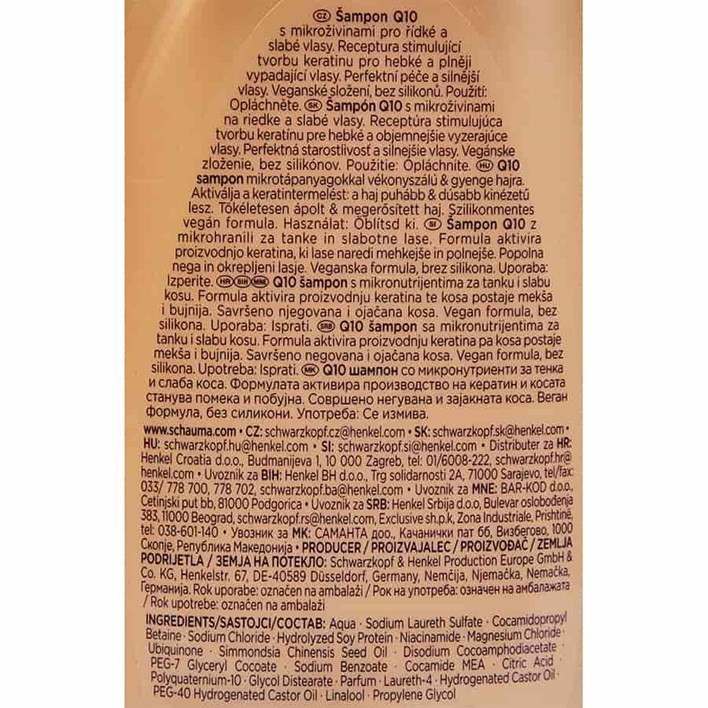 CZ Šampon Q10
s mikroživinami pro řídké a
slabé vlasy. Receptura stimulující
tvorbu keratinu pro hebké a plněji
vypadající vlasy. Perfektní péče a silnější
vlasy. Veganské složení, bez silikonů. Použití:
Opláchněte. SK Šampón Q10 s mikroživinami
na riedke a slabé vlasy. Receptúra stimulujúca
tvorbu keratínu pre hebké a objemnejšie vyzerajúce
vlasy. Perfektná starostlivosť a silnejšie vlasy. Vegánske
zloženie, bez silikónov. Použitie: Opláchnite. HU Q10
sampon mikrotápanyagokkal vékonyszálú & gyenge hajra.
Aktiválja a keratintermelést: a haj puhább & dúsabb kinézetű
lesz. Tökéletesen ápolt & megerősített haj. Szilikonmentes
vegán formula. Használat: Öblítsd ki. SI Šampon Q10 z
mikrohranili za tanke in slabotne lase. Formula aktivira
proizvodnjo keratina, ki lase naredi mehkejše in polnejše. Popolna
nega in okrepljeni lasje. Veganska formula, brez silikona. Uporaba:
Izperite. HR BIH MNE Q10 šampon s mikronutrijentima za tanku i slabu
kosu. Formula aktivira proizvodnju keratina te kosa postaje mekša
i bujnija. Savršeno njegovana i ojačana kosa. Vegan formula, bez
silikona. Uporaba: Isprati. SRB Q10 šampon sa mikronutrijentima za
tanku i slabu kosu. Formula aktivira proizvodnju keratina pa kosa postaje
mekša i bujnija. Savršeno negovana i ojačana kosa. Vegan formula, bez
silikona. Upotreba: Isprati. MK Q10 шампон со микронутриенти за тенка
и слаба коса. Формулата активира производство на кератин и косата
станува помека и побујна. Совршено негувана и зајакната коса. Веган
формула, без силикони. Употреба: Се измива.
www.schauma.com • CZ: schwarzkopf.cz@henkel.com • SK: schwarzkopf.sk@henkel.com •
HU: schwarzkopf.hu@henkel.com • SI: schwarzkopf.si@henkel.com • Distributer za HR:
Henkel Croatia d.o.o., Budmanijeva 1, 10 000 Zagreb, tel: 01/6008-222, schwarzkopf.hr@
henkel.com • Uvoznik za BIH: Henkel BH d.o.o., Trg solidarnosti 2A, 71000 Sarajevo, tel/fax:
033/ 778 700, 778 702, schwarzkopf.ba@henkel.com • Uvoznik za MNE: BAR-KOD d.o.o.,
Cetinjski put bb, 81000 Podgorica • Uvoznik za SRB: Henkel Srbija d.o.o, Bulevar oslobođenja
383, 11000 Beograd, schwarzkopf.rs@henkel.com, Exclusive sh.p.k, Zona Industriale, Prishtinë,
tel: 038-601-140 • Увозник за МК: САМАНТА доо., Качанички пат бб, Визбегово, 1000
Скопје, Република Македонија • PRODUCER / PROIZVAJALEC / PROIZVOĐAČ / ZEMLJA
PODRIJETLA / ЗЕМЈА НА ПОТЕКЛО: Schwarzkopf & Henkel Production Europe GmbH &
Co. KG, Henkelstr. 67, DE-40589 Düsseldorf, Germany, Nemčija, Njemačka, Nemačka,
Германија. Rok uporabe: označen na ambalaži / Рок на употреба: означен на амбалажата
/ Rok upotrebe: označen na ambalaži
INGREDIENTS/SASTOJCI/СОСТАВ: Aqua · Sodium Laureth Sulfate · Cocamidopropyl
Betaine · Sodium Chloride · Hydrolyzed Soy Protein · Niacinamide · Magnesium Chloride ·
Ubiquinone · Simmondsia Chinensis Seed Oil · Disodium Cocoamphodiacetate ·
PEG-7 Glyceryl Cocoate · Sodium Benzoate · Cocamide MEA · Citric Acid ·
Polyquaternium-10 · Glycol Distearate · Parfum · Laureth-4 · Hydrogenated Castor Oil ·
PEG-40 Hydrogenated Castor Oil · Linalool · Propylene Glycol